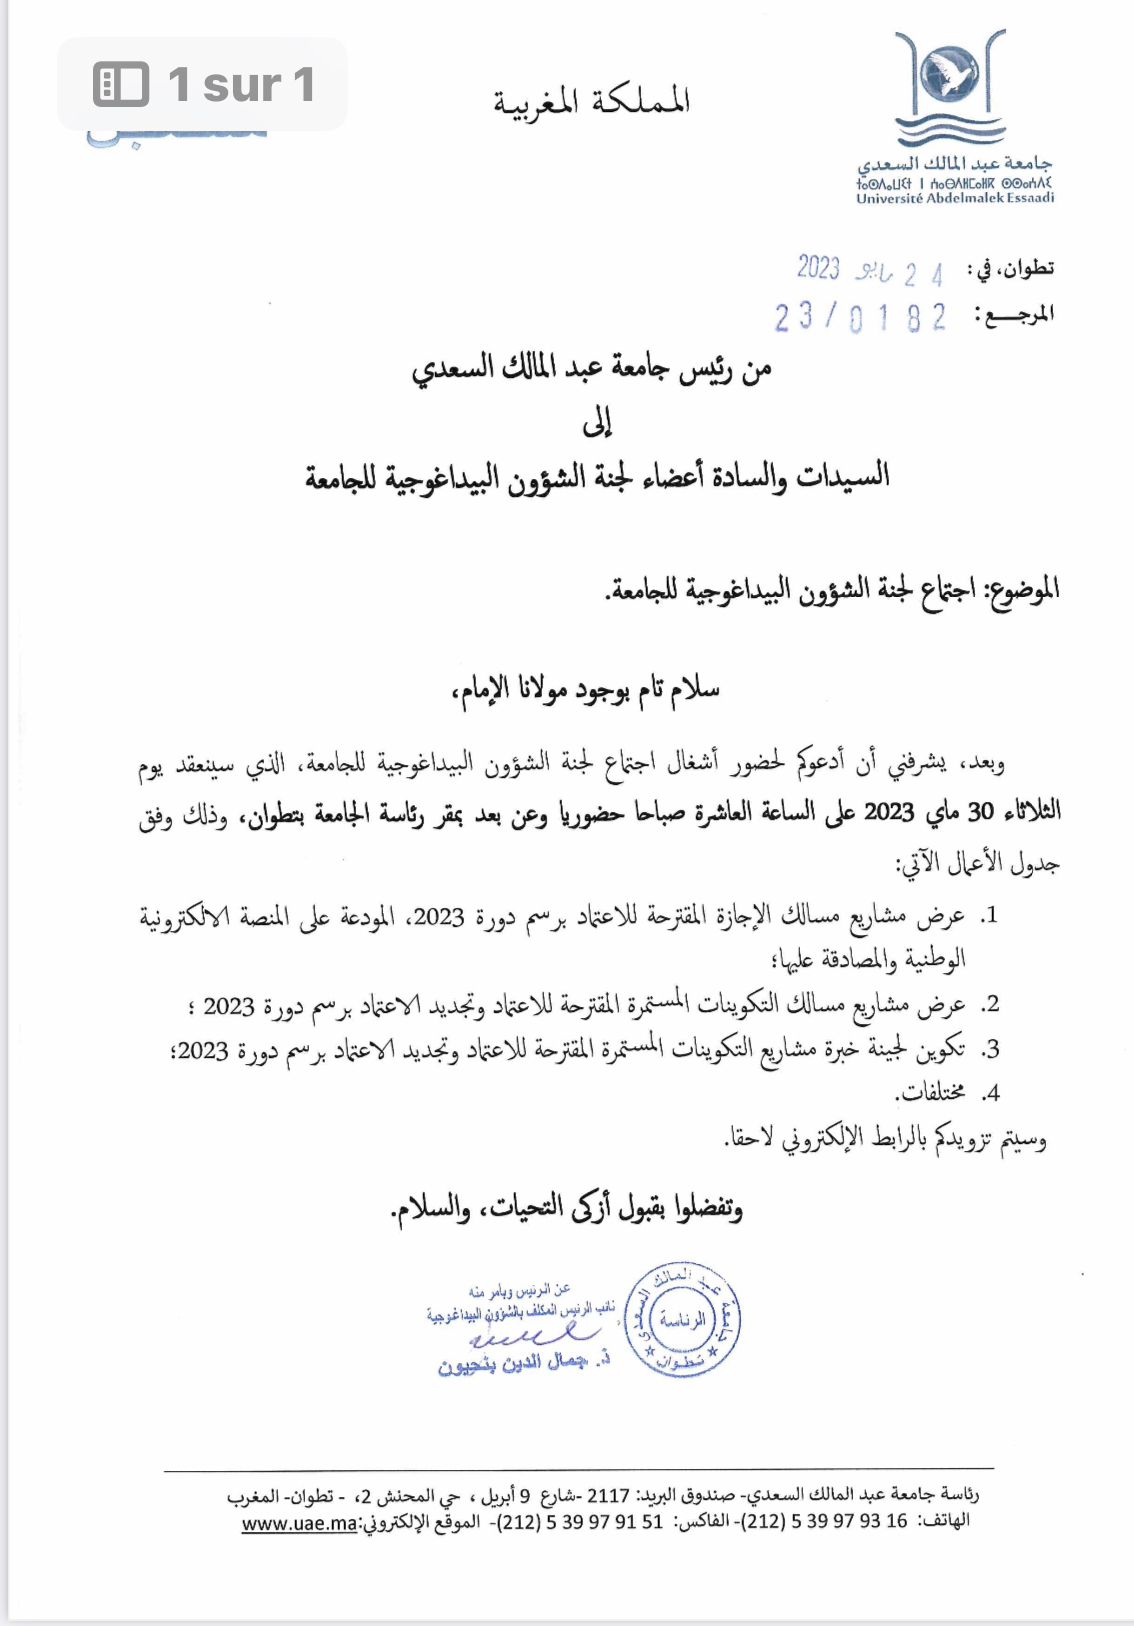 1 sur 1
المملكة المغربية
جامعة عبد المالك السعدي
Université Abdelmalek Essaadi
تطوان، في: 24 مايو 2023
المرجـــع: 23/0182
من رئيس جامعة عبد المالك السعدي
إلى
السيدات والسادة أعضاء لجنة الشؤون البيداغوجية للجامعة
الموضوع: اجتماع لجنة الشؤون البيداغوجية للجامعة.
سلام تام بوجود مولانا الإمام،
وبعد، يشرفني أن أدعوكم لحضور أشغال اجتماع لجنة الشؤون البيداغوجية للجامعة، الذي سينعقد يوم
الثلاثاء 30 ماي 2023 على الساعة العاشرة صباحا حضوريا وعن بعد بمقر رئاسة الجامعة بتطوان، وذلك وفق
جدول الأعمال الآتي:
1. عرض مشاريع مسالك الإجازة المقترحة للاعتماد برسم دورة 2023، المودعة على المنصة الالكترونية
الوطنية والمصادقة عليها؛
2. عرض مشاريع مسالك التكوينات المستمرة المقترحة للاعتماد وتجديد الاعتماد برسم دورة 2023 ؛
3. تكوين لجينة خبرة مشاريع التكوينات المستمرة المقترحة للاعتماد وتجديد الاعتماد برسم دورة 2023؛
4. مختلفات.
وسيتم تزويدكم بالرابط الإلكتروني لاحقا.
وتفضلوا بقبول أزكى التحيات، والسلام.
عن الرئيس وبأمر منه
نائب الرئيس المكلف بالشؤون البيداغوجية
ذ. جمال الدين بنحيون
جامعة عبد المالك السعدي
الرئاسة
تطوان
رئاسة جامعة عبد المالك السعدي- صندوق البريد: 2117 -شارع 9 أبريل ، حي المحنش 2، - تطوان- المغرب
الهاتف: 16 93 97 39 5 (212)- الفاكس: 51 91 97 39 5 (212)- الموقع الإلكتروني:www.uae.ma